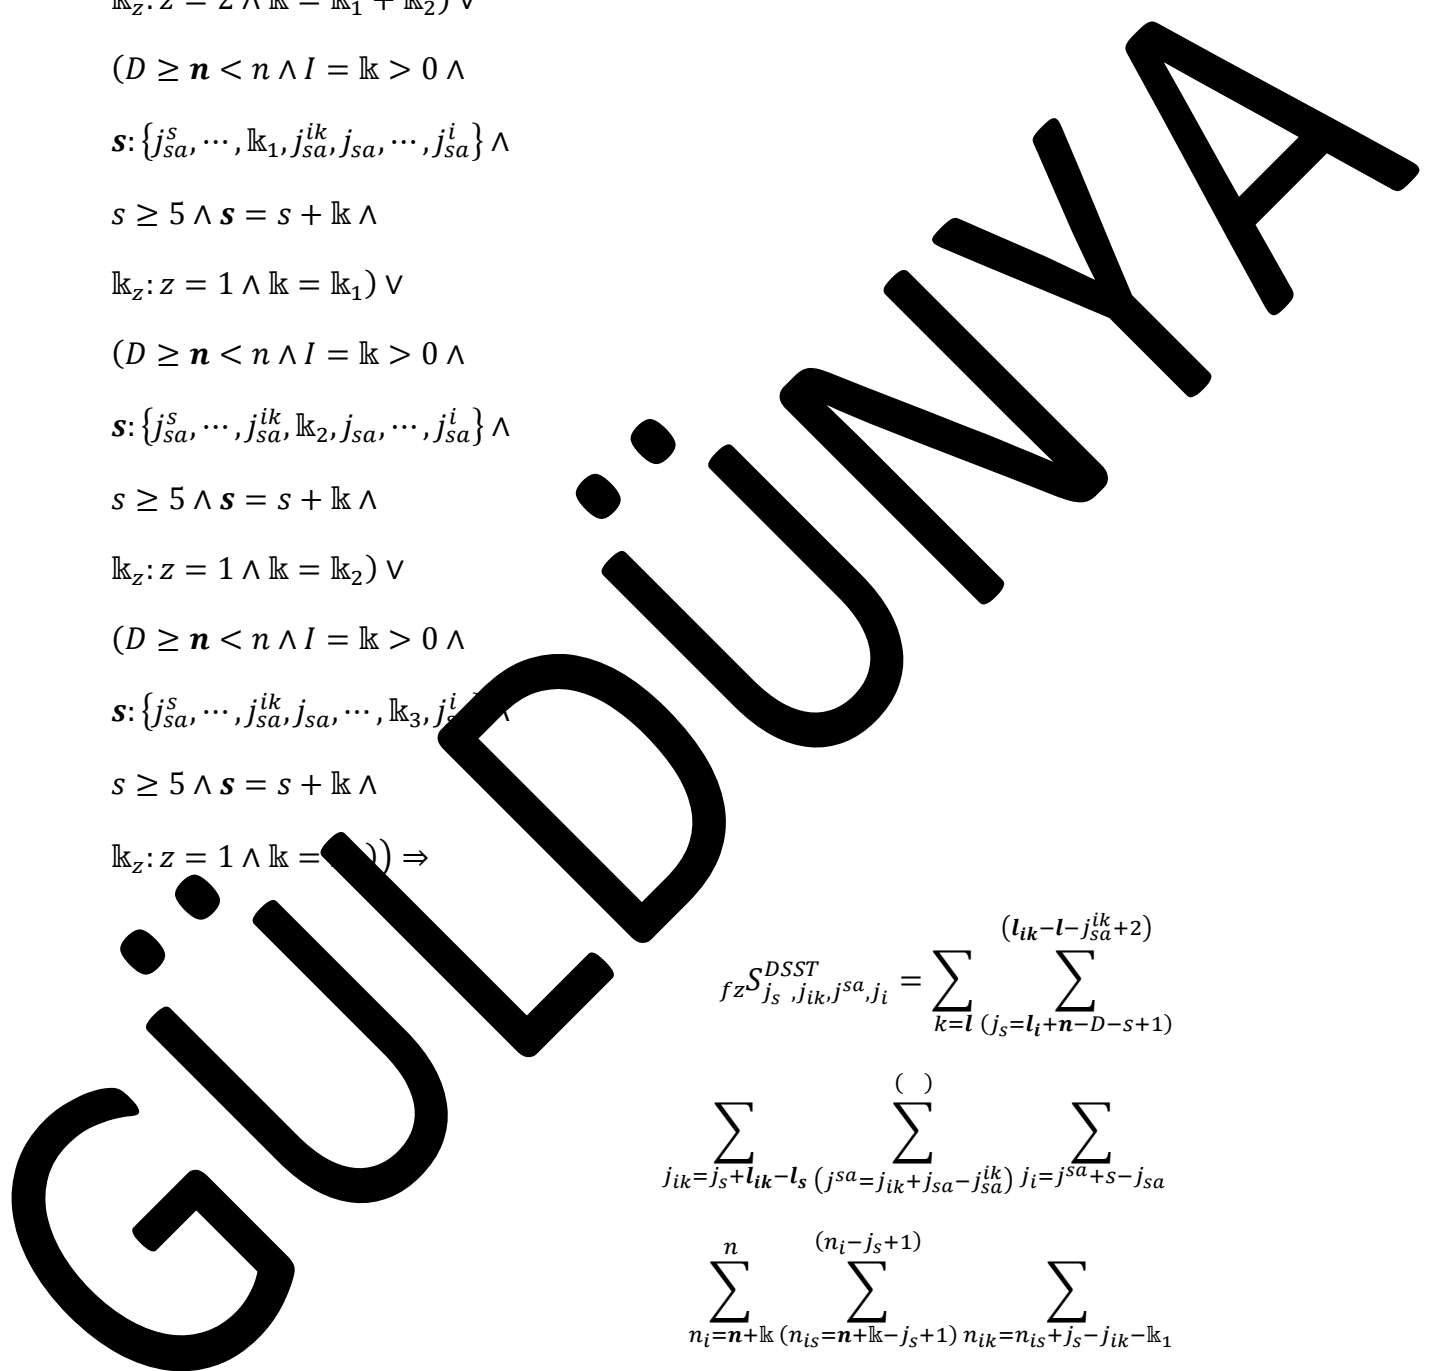 𝕜_z: z = 2 ∧ 𝕜 = 𝕜_1 + 𝕜_2) ∨
(D ≥ 𝒏 < n ∧ I = 𝕜 > 0 ∧
𝒔: {j_{sa}^{s}, ⋯, 𝕜_1, j_{sa}^{ik}, j_{sa}, ⋯, j_{sa}^{i}} ∧
s ≥ 5 ∧ 𝒔 = s + 𝕜 ∧
𝕜_z: z = 1 ∧ 𝕜 = 𝕜_1) ∨
(D ≥ 𝒏 < n ∧ I = 𝕜 > 0 ∧
𝒔: {j_{sa}^{s}, ⋯, j_{sa}^{ik}, 𝕜_2, j_{sa}, ⋯, j_{sa}^{i}} ∧
s ≥ 5 ∧ 𝒔 = s + 𝕜 ∧
𝕜_z: z = 1 ∧ 𝕜 = 𝕜_2) ∨
(D ≥ 𝒏 < n ∧ I = 𝕜 > 0 ∧
𝒔: {j_{sa}^{s}, ⋯, j_{sa}^{ik}, j_{sa}, ⋯, 𝕜_3, j^{i} ∧
s ≥ 5 ∧ 𝒔 = s + 𝕜 ∧
𝕜_z: z = 1 ∧ 𝕜 = )) ⇒
_{fz}S_{j_s ,j_{ik},j^{sa},j_i}^{DSST} = ∑_{k=𝒍} ∑_{(j_s=𝒍_𝒊+𝒏−D−s+1)}^{(𝒍_{𝒊𝒌}−𝒍−j_{sa}^{ik}+2)}
∑_{j_{ik}=j_s+𝒍_{𝒊𝒌}−𝒍_𝒔} ∑_{(j^{sa}=j_{ik}+j_{sa}−j_{sa}^{ik})}^{( )} ∑_{j_i=j^{sa}+s−j_{sa}}
∑_{n_i=𝒏+𝕜}^{n} ∑_{(n_{is}=𝒏+𝕜−j_s+1)}^{(n_i−j_s+1)} ∑_{n_{ik}=n_{is}+j_s−j_{ik}−𝕜_1}
GÜLDÜNYA